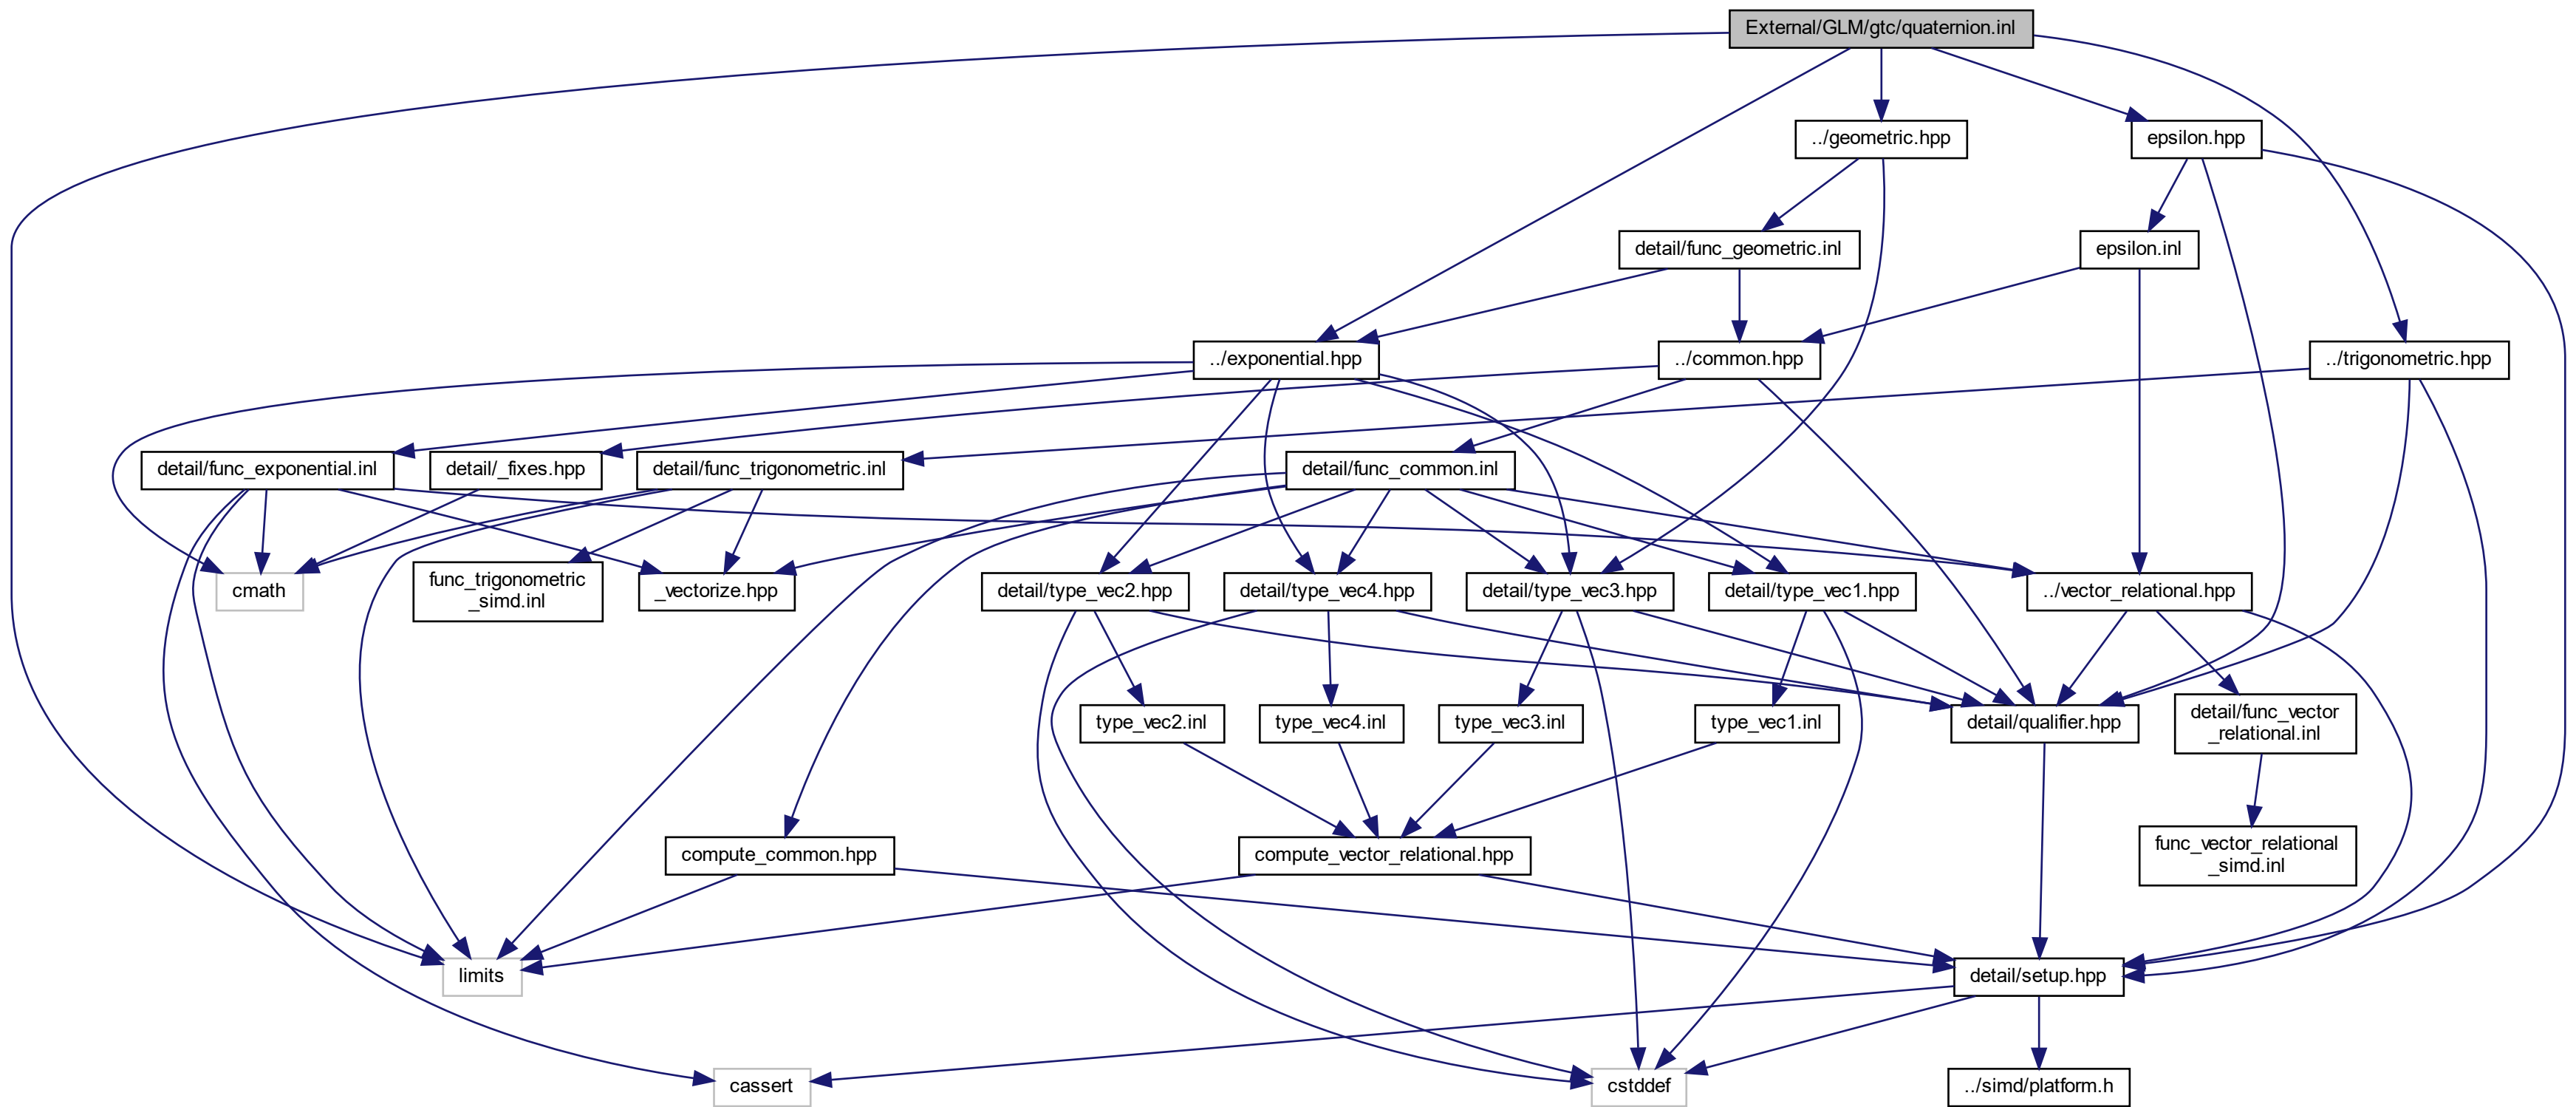 External/GLM/gtc/quaternion.inl
../geometric.hpp
epsilon.hpp
detail/func_geometric.inl
epsilon.inl
../exponential.hpp
../common.hpp
../trigonometric.hpp
detail/func_exponential.inl
detail/_fixes.hpp
detail/func_trigonometric.inl
detail/func_common.inl
cmath
func_trigonometric
_simd.inl
_vectorize.hpp
detail/type_vec2.hpp
detail/type_vec4.hpp
detail/type_vec3.hpp
detail/type_vec1.hpp
../vector_relational.hpp
type_vec2.inl
type_vec4.inl
type_vec3.inl
type_vec1.inl
detail/qualifier.hpp
detail/func_vector
_relational.inl
compute_common.hpp
compute_vector_relational.hpp
func_vector_relational
_simd.inl
limits
detail/setup.hpp
cassert
cstddef
../simd/platform.h